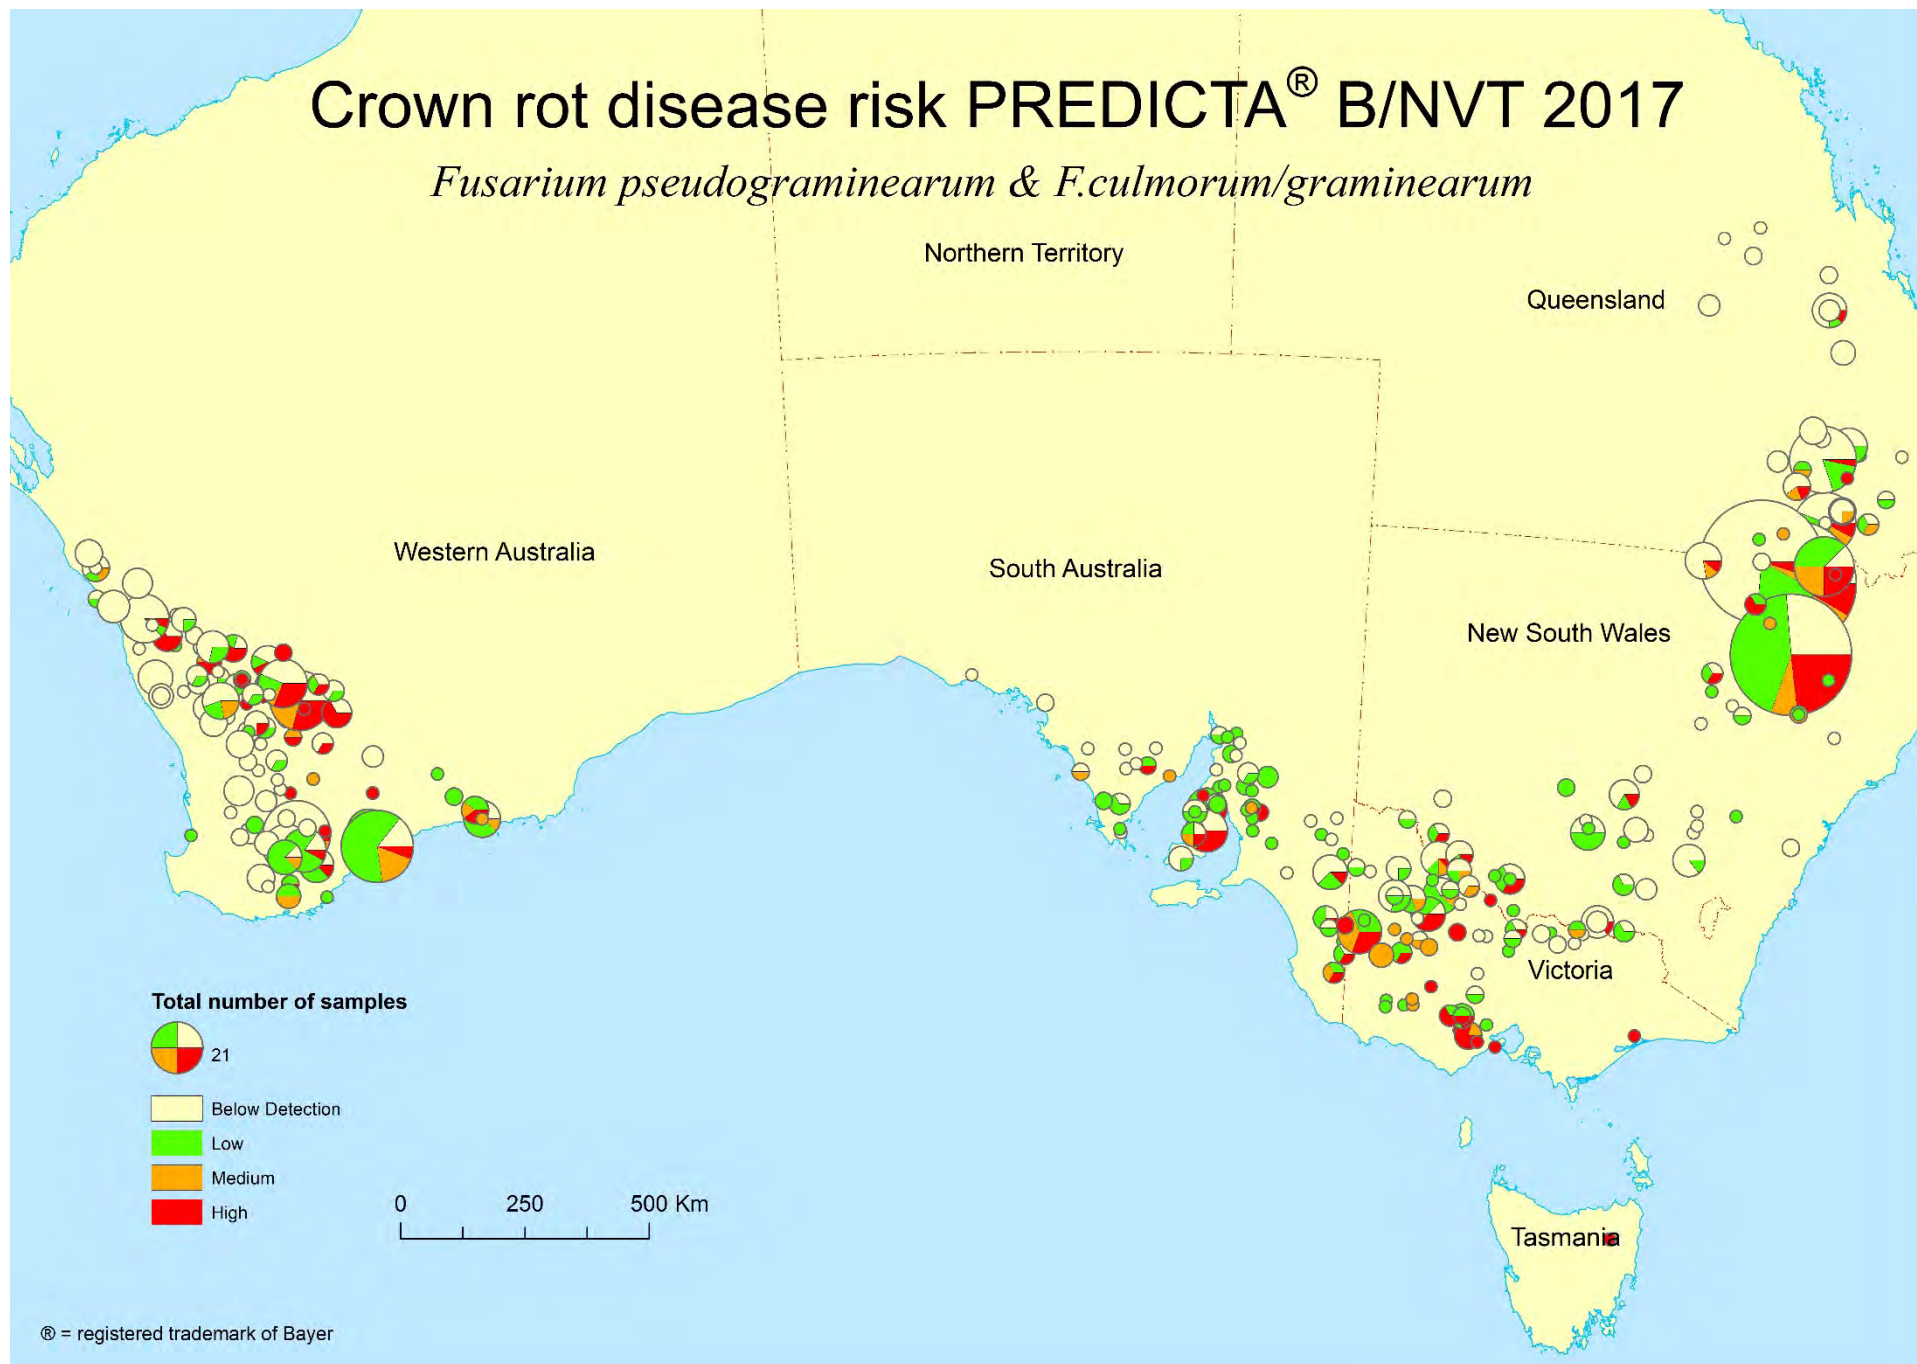 Crown rot disease risk PREDICTA® B/NVT 2017
Fusarium pseudograminearum & F.culmorum/graminearum
Northern Territory
Queensland
Western Australia
South Australia
New South Wales
Victoria
Tasmania
Total number of samples
21
Below Detection
Low
Medium
High
0 250 500 Km
® = registered trademark of Bayer